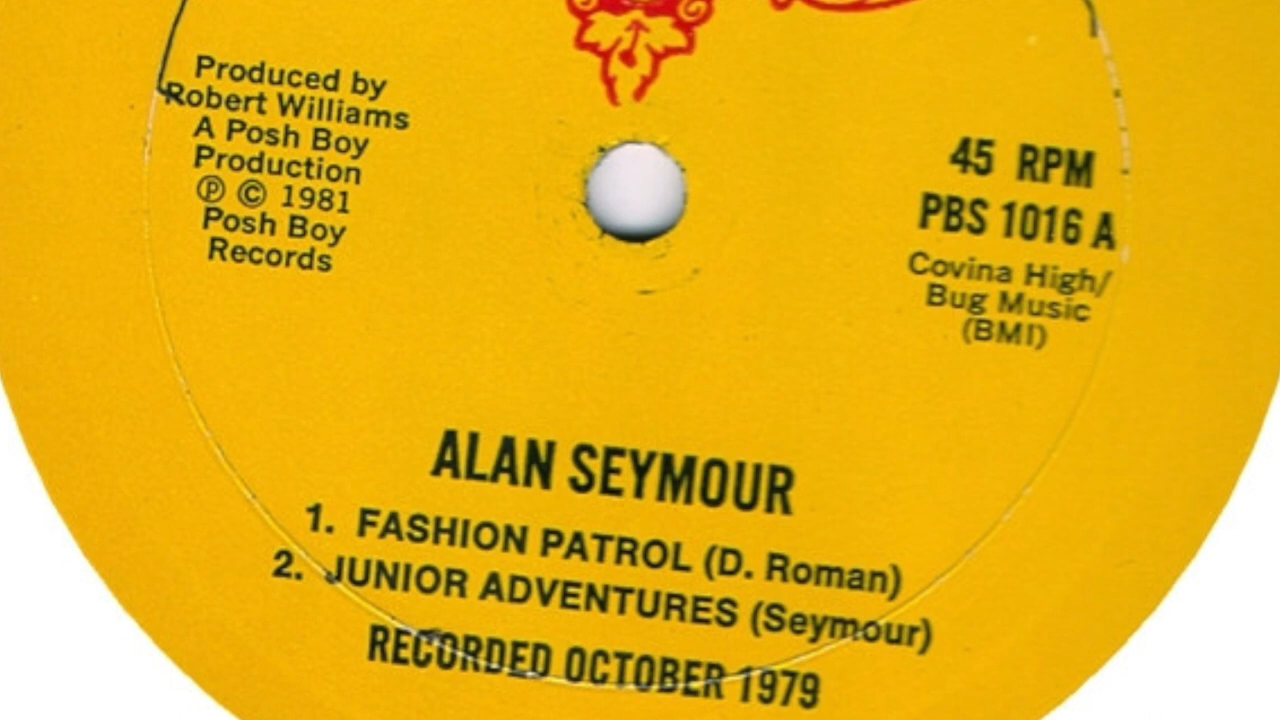 Produced by
Robert Williams
A Posh Boy
Production
℗ © 1981
Posh Boy
Records
45 RPM
PBS 1016 A
Covina High/
Bug Music
(BMI)
ALAN SEYMOUR
1. FASHION PATROL (D. Roman)
2. JUNIOR ADVENTURES (Seymour)
RECORDED OCTOBER 1979